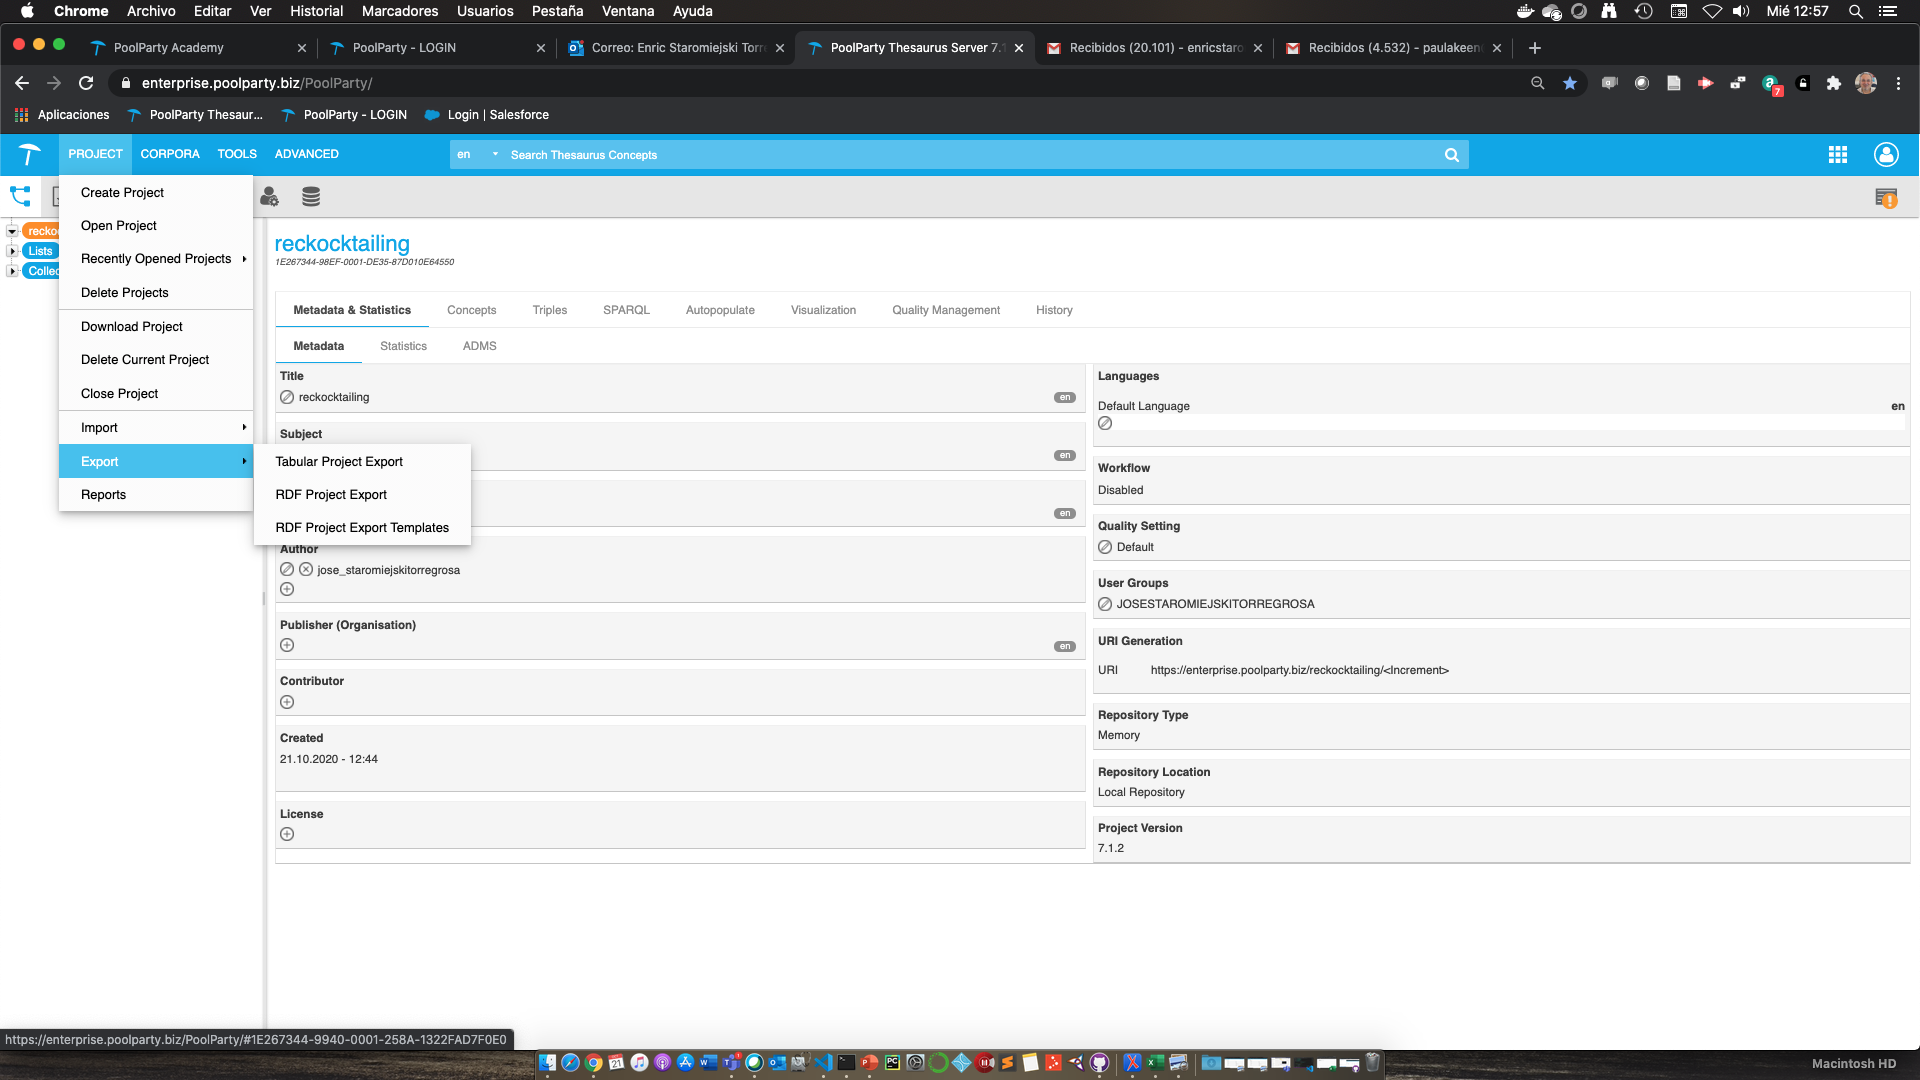 Chrome Archivo Editar Ver Historial Marcadores Usuarios Pestaña Ventana Ayuda Mié 12:57
PoolParty Academy PoolParty - LOGIN Correo: Enric Staromiejski Torre PoolParty Thesaurus Server 7.1 Recibidos (20.101) - enricstaro Recibidos (4.532) - paulakeen
enterprise.poolparty.biz/PoolParty/
7
Aplicaciones PoolParty Thesaur... PoolParty - LOGIN Login | Salesforce
PROJECT CORPORA TOOLS ADVANCED en Search Thesaurus Concepts
Create Project
Open Project
Recently Opened Projects
Delete Projects
Download Project
Delete Current Project
Close Project
Import
Export
Reports
Tabular Project Export
RDF Project Export
RDF Project Export Templates
recko
Lists
Collec
reckocktailing
1E267344-98EF-0001-DE35-87D010E64550
Metadata & Statistics Concepts Triples SPARQL Autopopulate Visualization Quality Management History
Metadata Statistics ADMS
Title
reckocktailing en
Subject
en
en
Author
jose_staromiejskitorregrosa
Publisher (Organisation)
en
Contributor
Created
21.10.2020 - 12:44
License
Languages
Default Language en
Workflow
Disabled
Quality Setting
Default
User Groups
JOSESTAROMIEJSKITORREGROSA
URI Generation
URI https://enterprise.poolparty.biz/reckocktailing/<Increment>
Repository Type
Memory
Repository Location
Local Repository
Project Version
7.1.2
https://enterprise.poolparty.biz/PoolParty/#1E267344-9940-0001-258A-1322FAD7F0E0
Macintosh HD